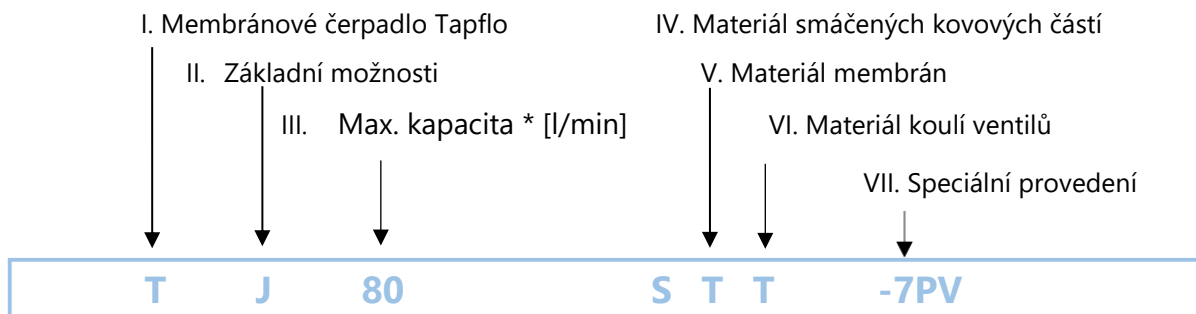 I. Membránové čerpadlo Tapflo IV. Materiál smáčených kovových částí
II. Základní možnosti V. Materiál membrán
III. Max. kapacita * [l/min] VI. Materiál koulí ventilů
VII. Speciální provedení
T J 80 S T T -7PV